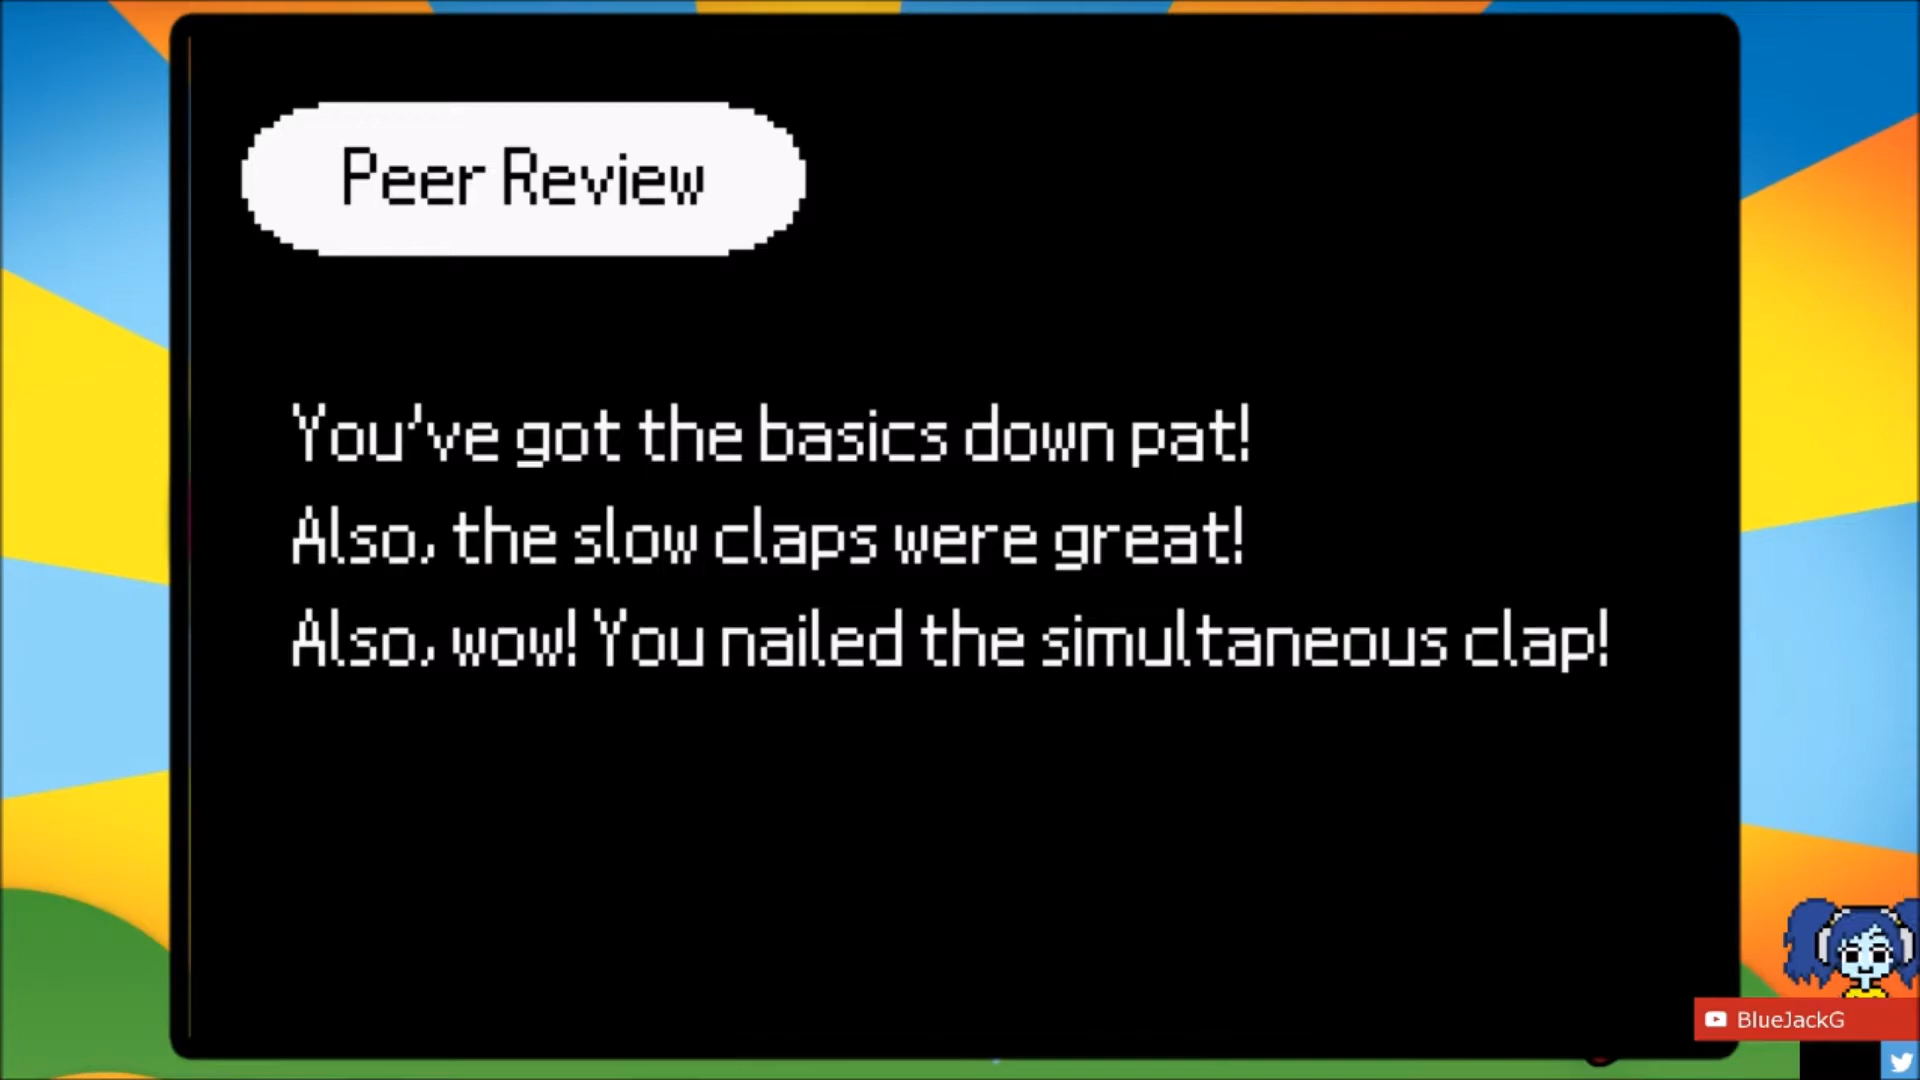 Peer Review
You've got the basics down pat!
Also, the slow claps were great!
Also, wow! You nailed the simultaneous clap!
BlueJackG